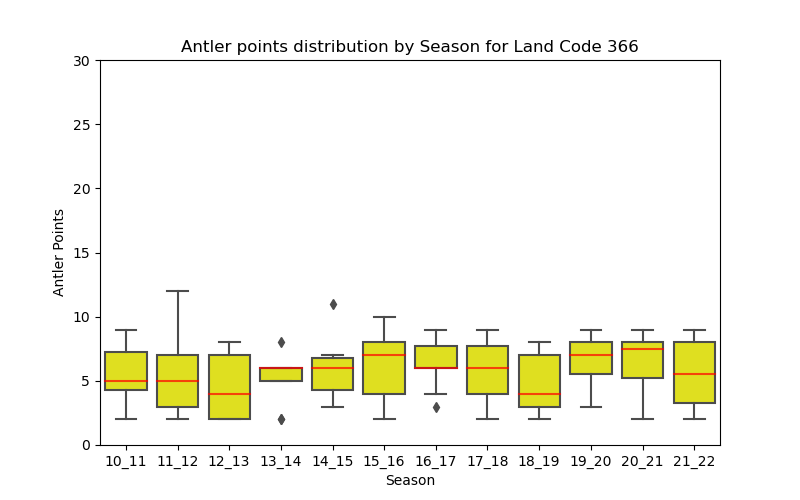 Antler points distribution by Season for Land Code 366
30
25
20
15
10
5
0
Antler Points
10_11 11_12 12_13 13_14 14_15 15_16 16_17 17_18 18_19 19_20 20_21 21_22
Season